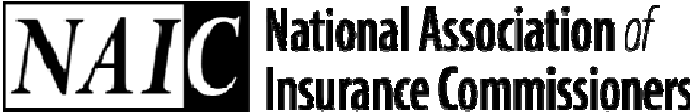 NAIC
National Association of
Insurance Commissioners